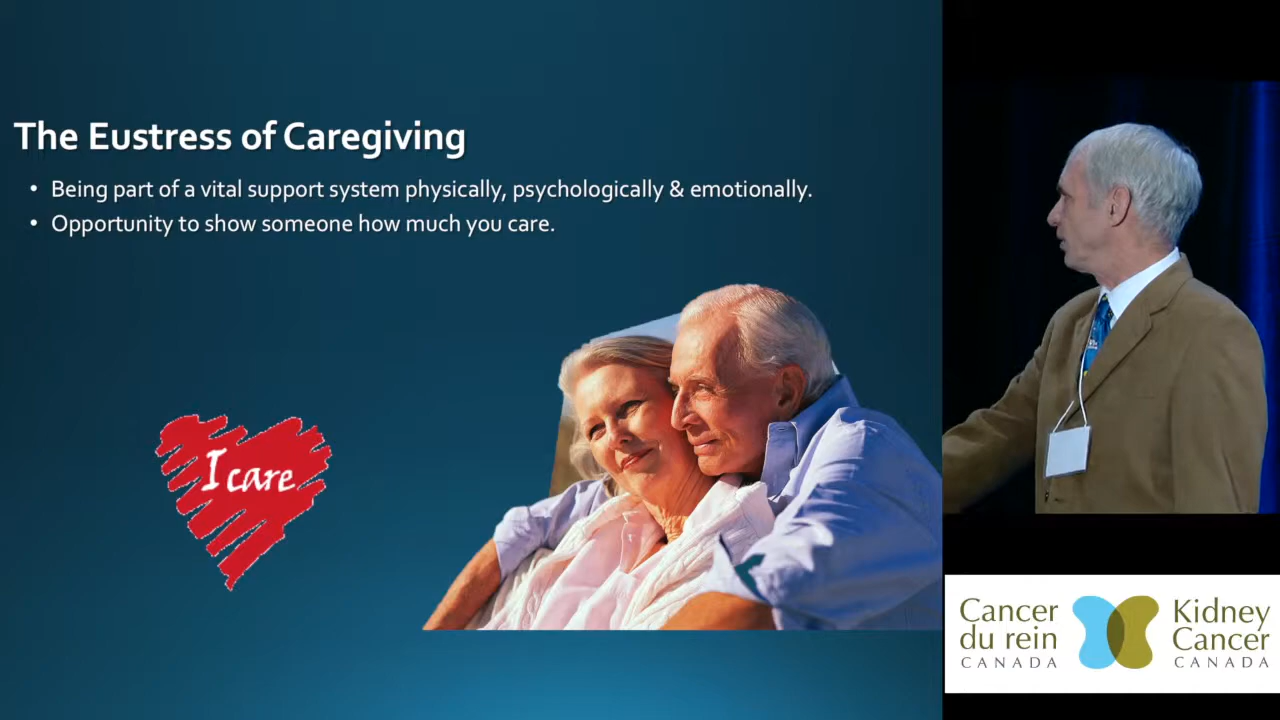 The Eustress of Caregiving
• Being part of a vital support system physically, psychologically & emotionally.
• Opportunity to show someone how much you care.
I care
Cancer
du rein
CANADA
Kidney
Cancer
CANADA